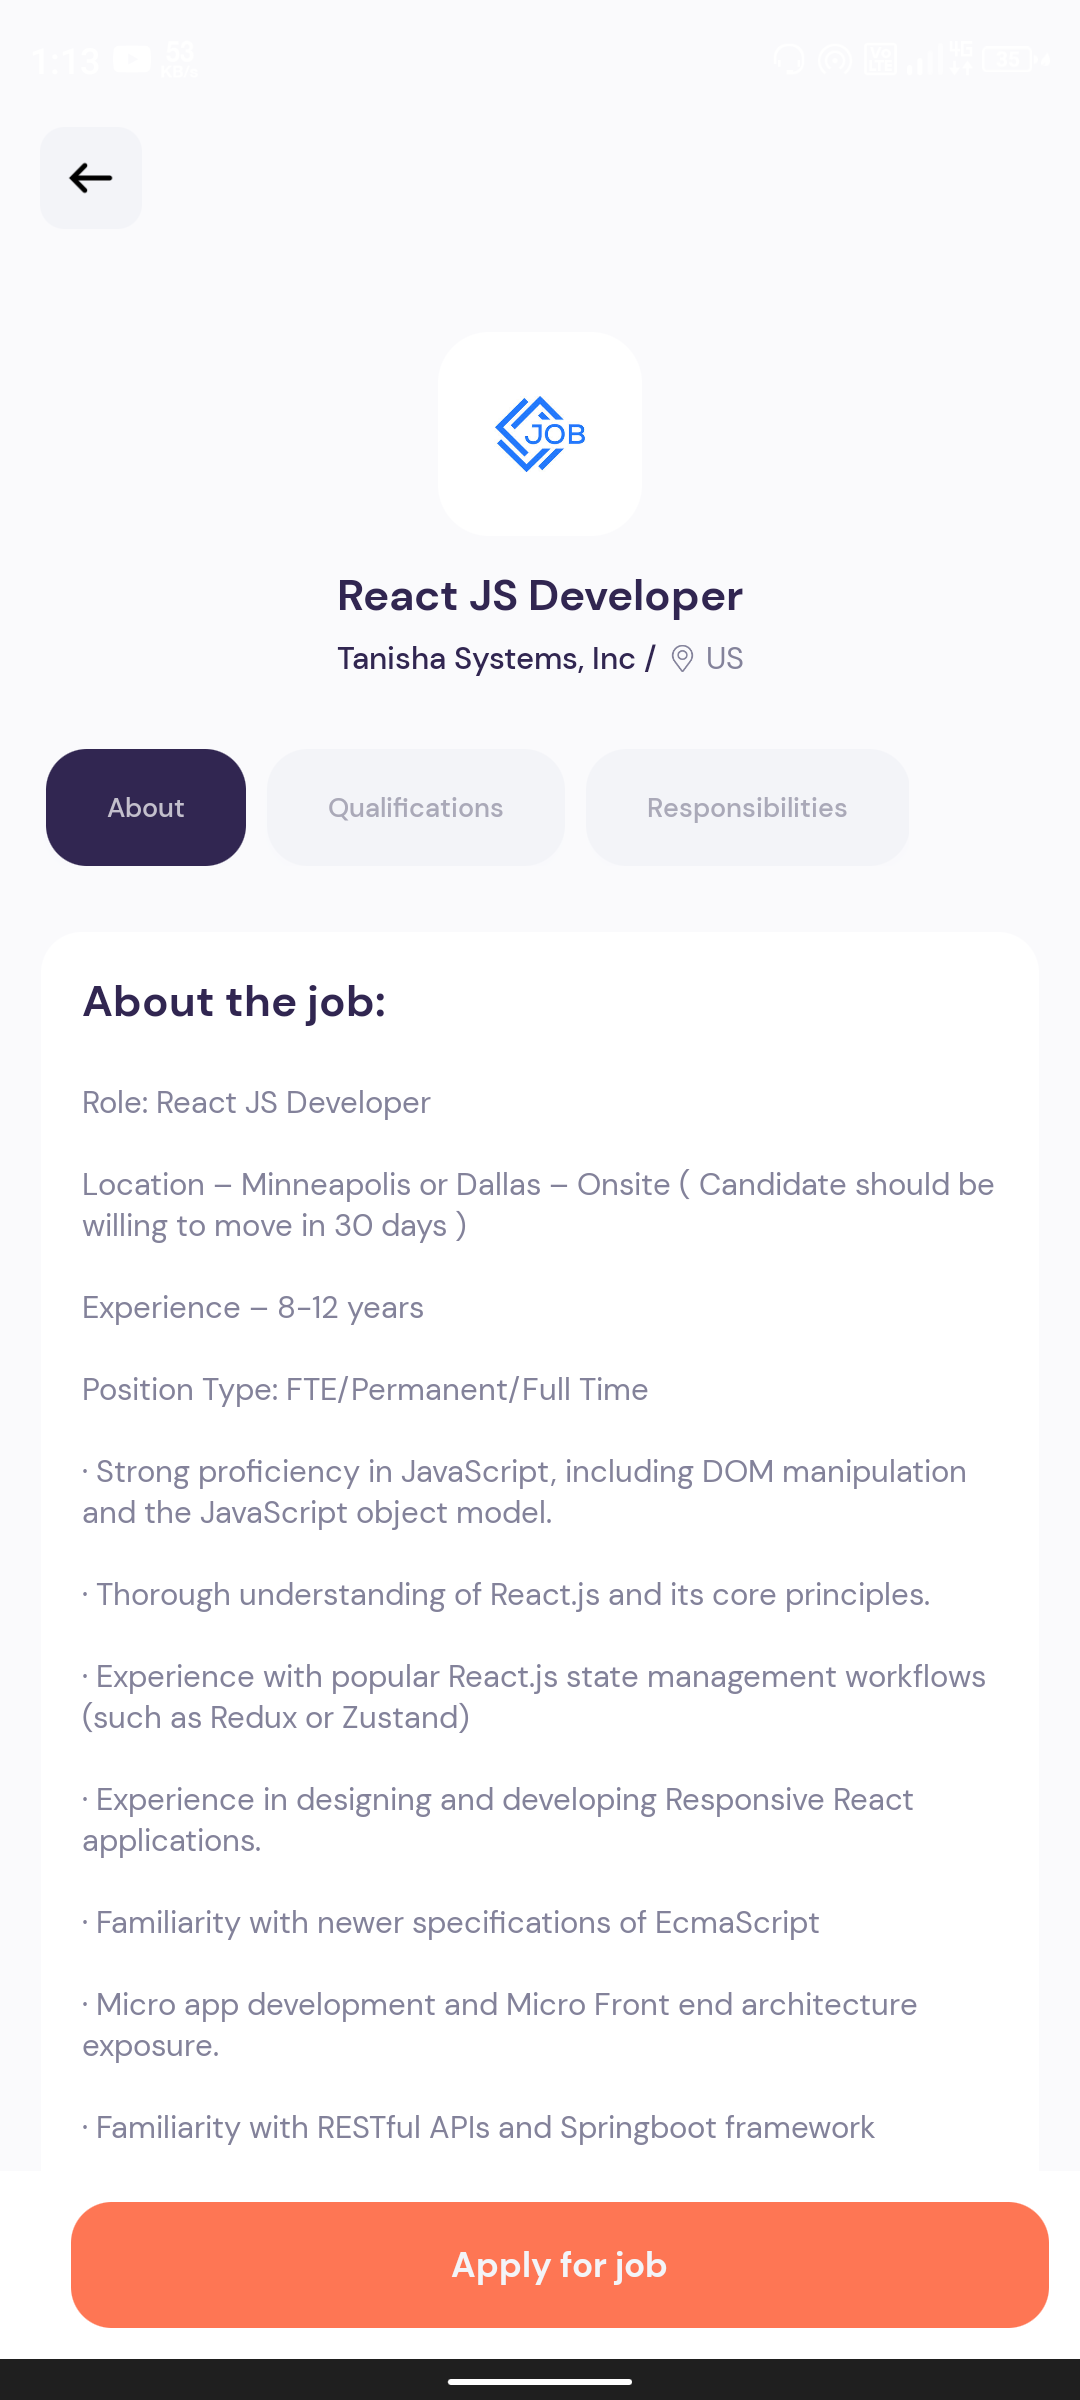 1:13 53 KB/s Vo LTE 4G 35
JOB
React JS Developer
Tanisha Systems, Inc / US
About Qualifications Responsibilities
About the job:
Role: React JS Developer
Location – Minneapolis or Dallas – Onsite ( Candidate should be
willing to move in 30 days )
Experience – 8-12 years
Position Type: FTE/Permanent/Full Time
· Strong proficiency in JavaScript, including DOM manipulation
and the JavaScript object model.
· Thorough understanding of React.js and its core principles.
· Experience with popular React.js state management workflows
(such as Redux or Zustand)
· Experience in designing and developing Responsive React
applications.
· Familiarity with newer specifications of EcmaScript
· Micro app development and Micro Front end architecture
exposure.
· Familiarity with RESTful APIs and Springboot framework
Apply for job